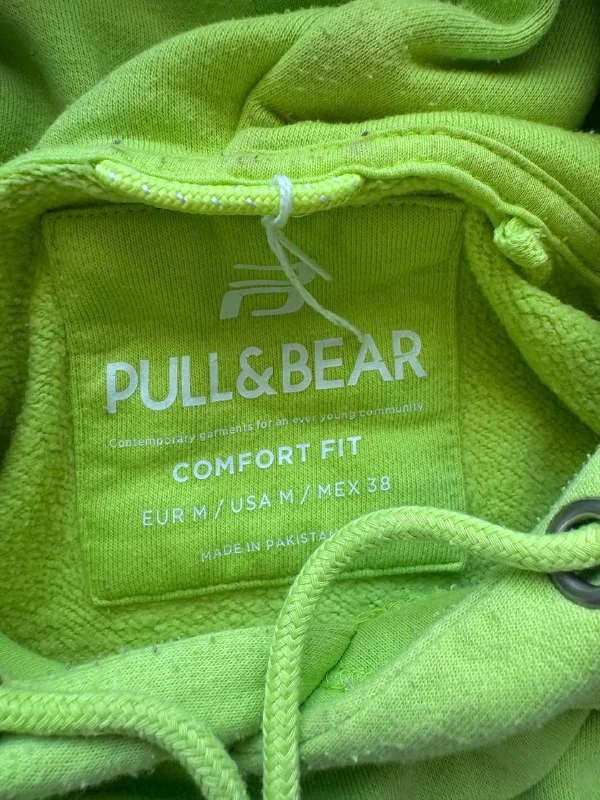 PULL&BEAR
Contemporary garments for an ever young community
COMFORT FIT
EUR M / USA M / MEX 38
MADE IN PAKISTAN